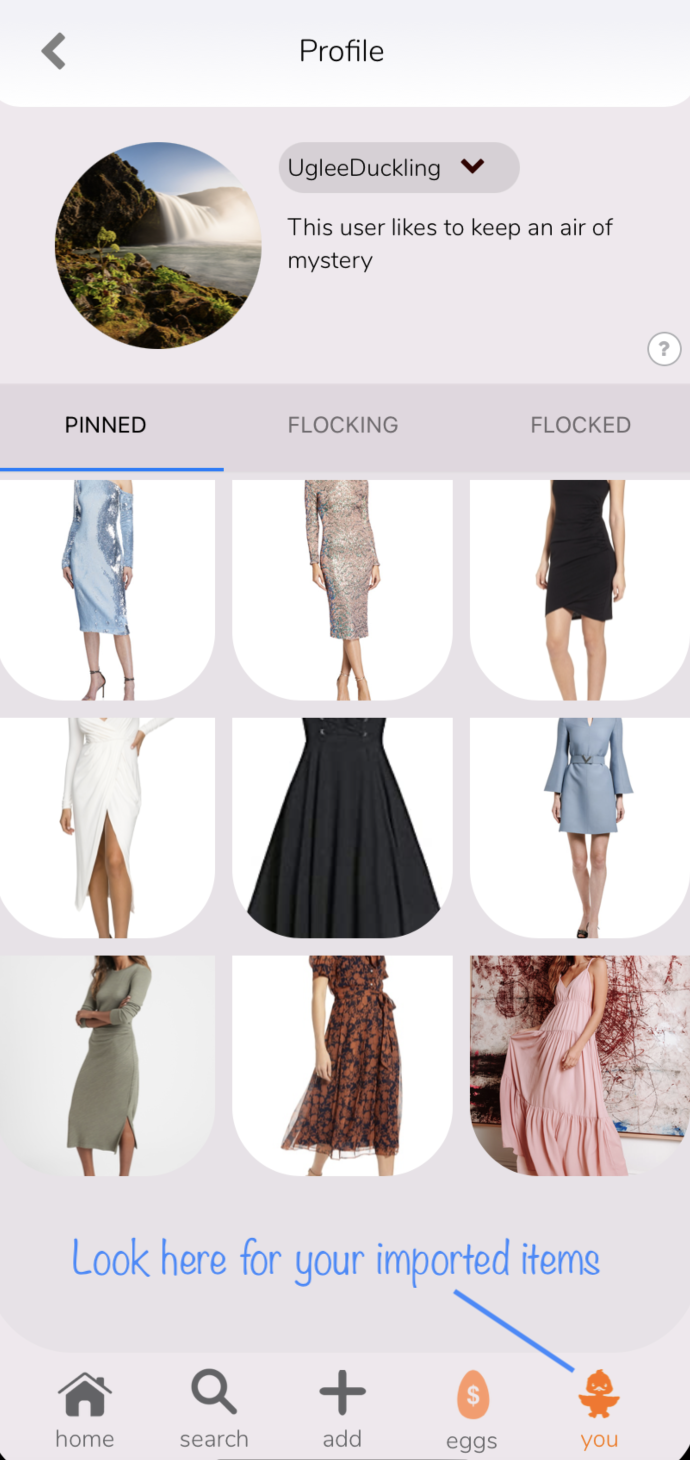 Profile
UgleeDuckling
This user likes to keep an air of
mystery
?
PINNED FLOCKING FLOCKED
Look here for your imported items
$
home search add eggs you